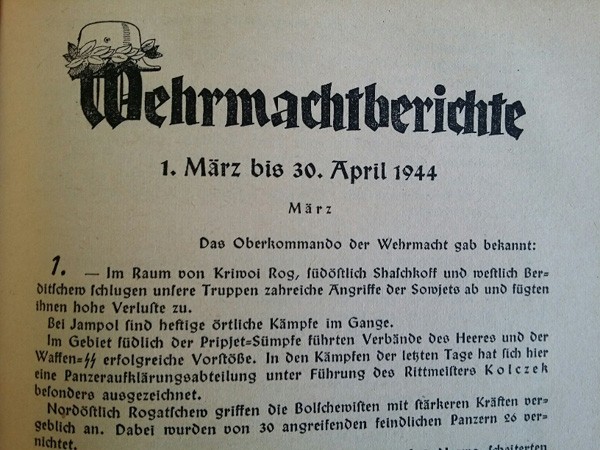 Wehrmachtberichte
1. März bis 30. April 1944
März
Das Oberkommando der Wehrmacht gab bekannt:
1. — Im Raum von Kriwoi Rog, südöstlich Shaschkoff und westlich Ber=
ditschew schlugen unsere Truppen zahreiche Angriffe der Sowjets ab und fügten
ihnen hohe Verluste zu.
Bei Jampol sind heftige örtliche Kämpfe im Gange.
Im Gebiet südlich der Pripjet=Sümpfe führten Verbände des Heeres und der
Waffen=SS erfolgreiche Vorstöße. In den Kämpfen der letzten Tage hat sich hier
eine Panzeraufklärungsabteilung unter Führung des Rittmeisters Kolczek
besonders ausgezeichnet.
Nordöstlich Rogatschew griffen die Bolschewisten mit stärkeren Kräften ver=
geblich an. Dabei wurden von 30 angreifenden feindlichen Panzern 26 ver=
nichtet.
scheiterten